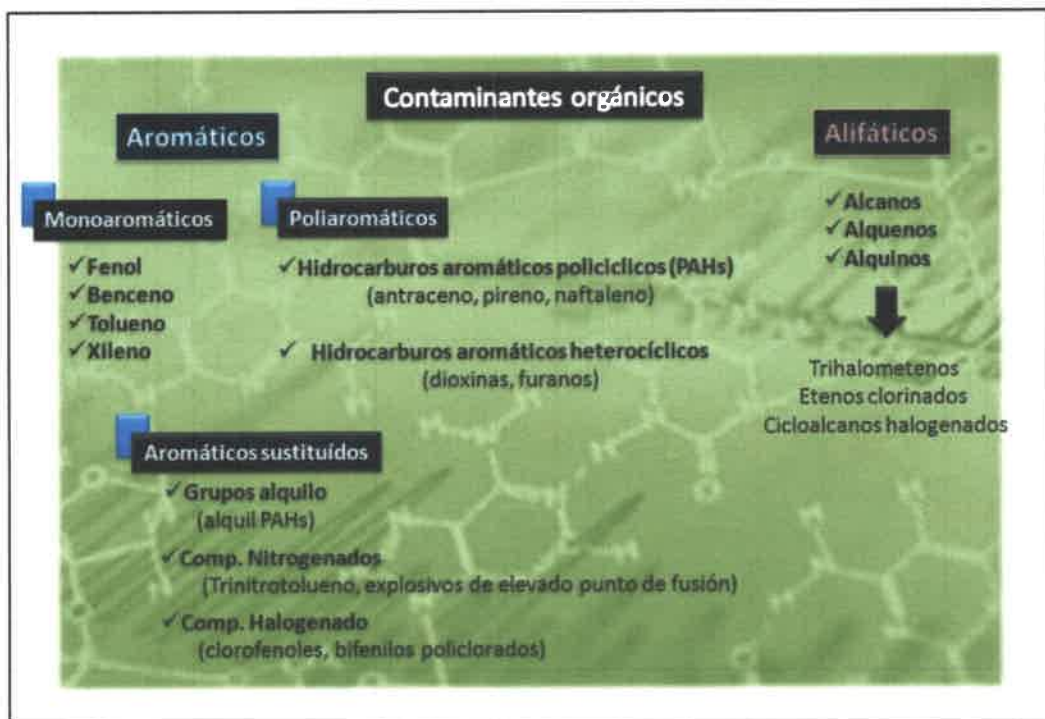 Contaminantes orgánicos
Aromáticos
Monoaromáticos
✓Fenol
✓Benceno
✓Tolueno
✓Xileno
Poliaromáticos
✓Hidrocarburos aromáticos policiclicos (PAHs)
(antraceno, pireno, naftaleno)
✓ Hidrocarburos aromáticos heterocíclicos
(dioxinas, furanos)
Aromáticos sustituídos
✓Grupos alquilo
(alquil PAHs)
✓Comp. Nitrogenados
(Trinitrotolueno, explosivos de elevado punto de fusión)
✓Comp. Halogenado
(clorofenoles, bifenilos policlorados)
Alifáticos
✓Alcanos
✓Alquenos
✓Alquinos
Trihalometenos
Etenos clorinados
Cicloalcanos halogenados